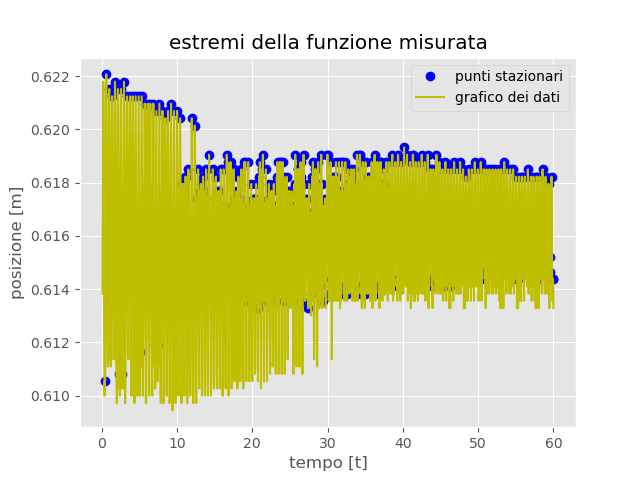 estremi della funzione misurata
punti stazionari
grafico dei dati
posizione [m]
0.622
0.620
0.618
0.616
0.614
0.612
0.610
0
10
20
30
40
50
60
tempo [t]